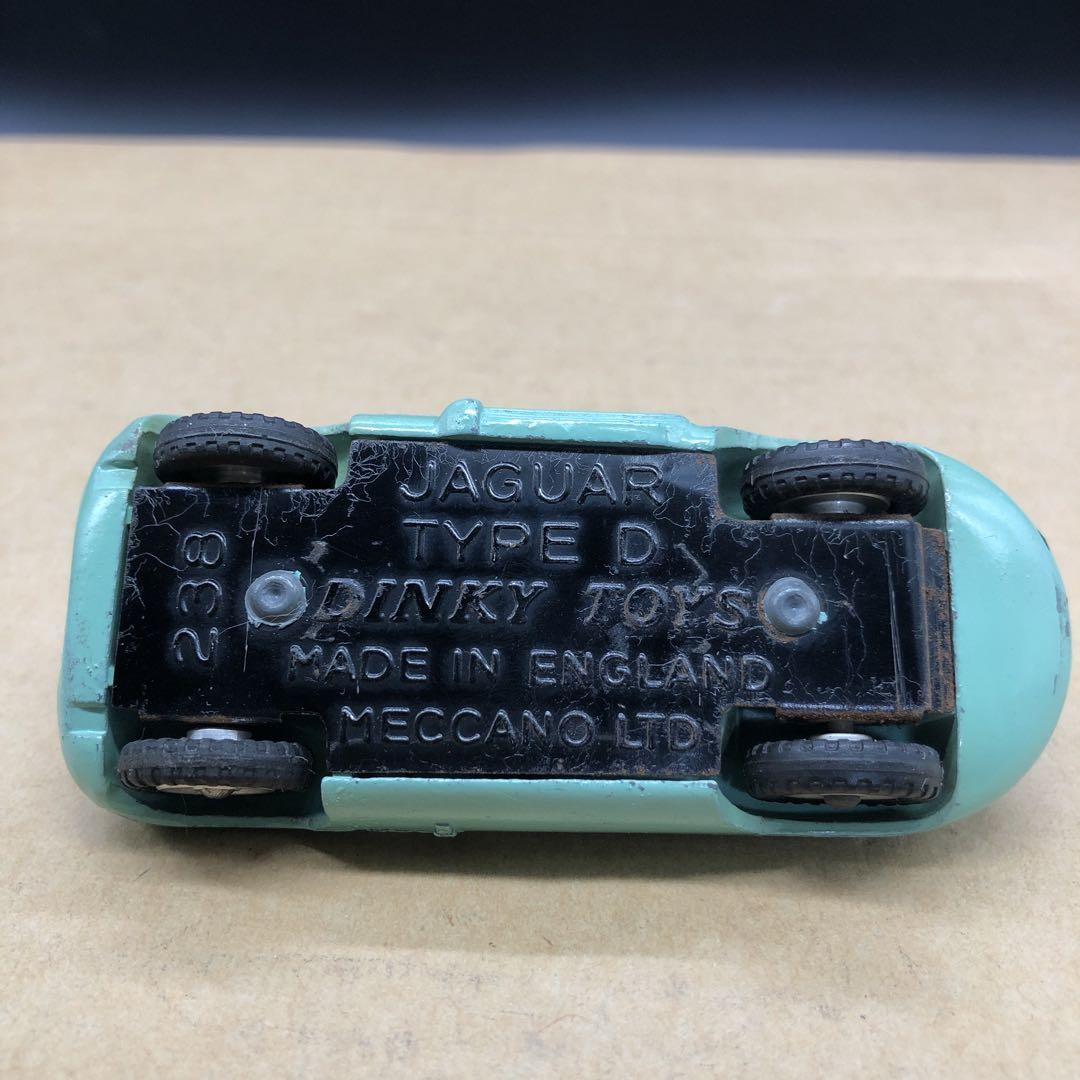 JAGUAR
TYPE D
DINKY TOYS
MADE IN ENGLAND
MECCANO LTD
238